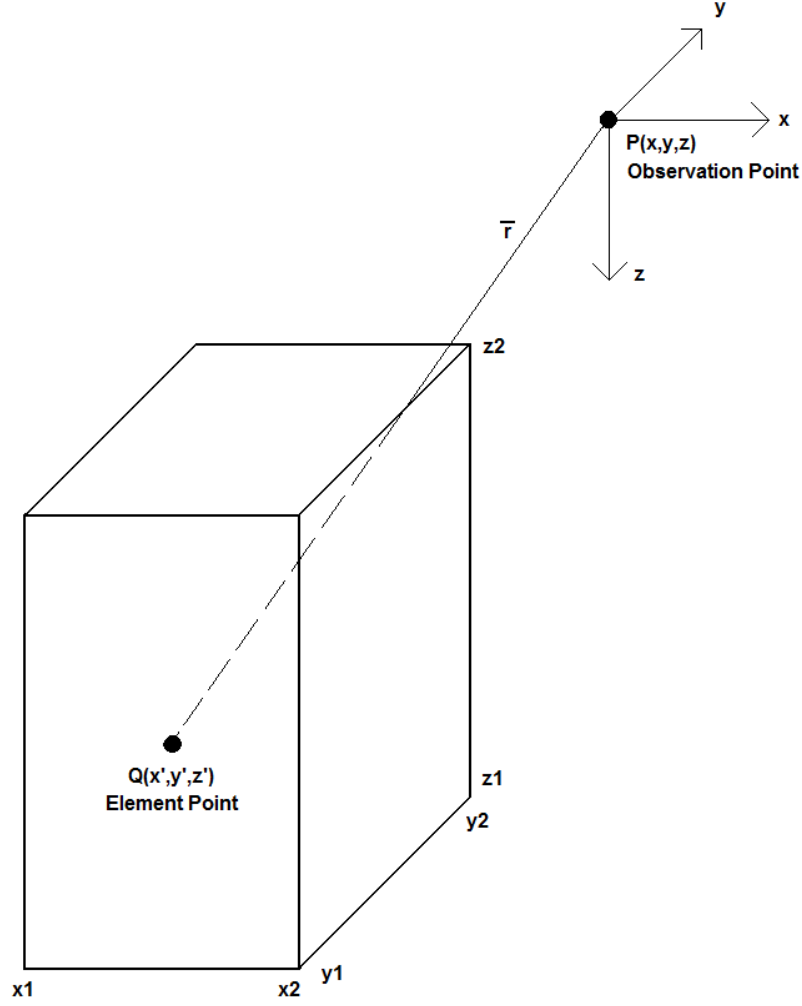 y
x
P(x,y,z)
Observation Point
r̅
z
z2
Q(x',y',z')
Element Point
z1
y2
y1
x1
x2